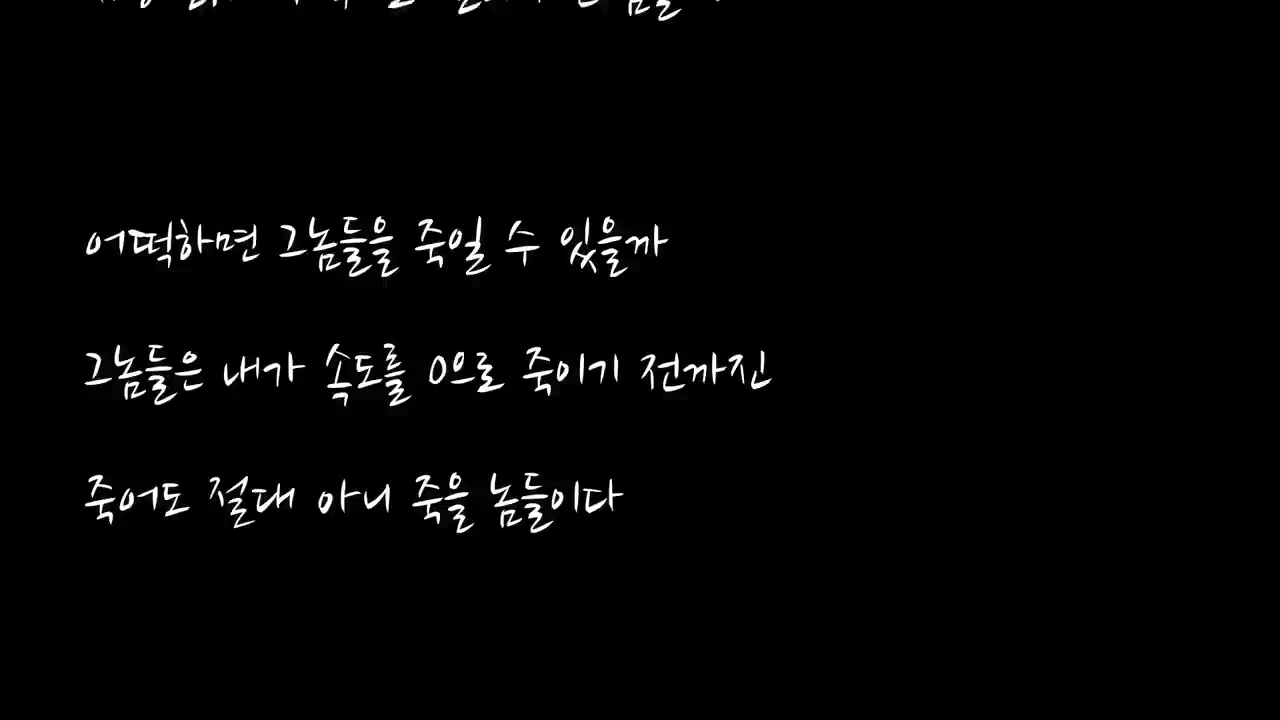 어떡하면 그놈들을 죽일 수 있을까
그놈들은 내가 속도를 0으로 죽이기 전까진
죽어도 절대 아니 죽을 놈들이다